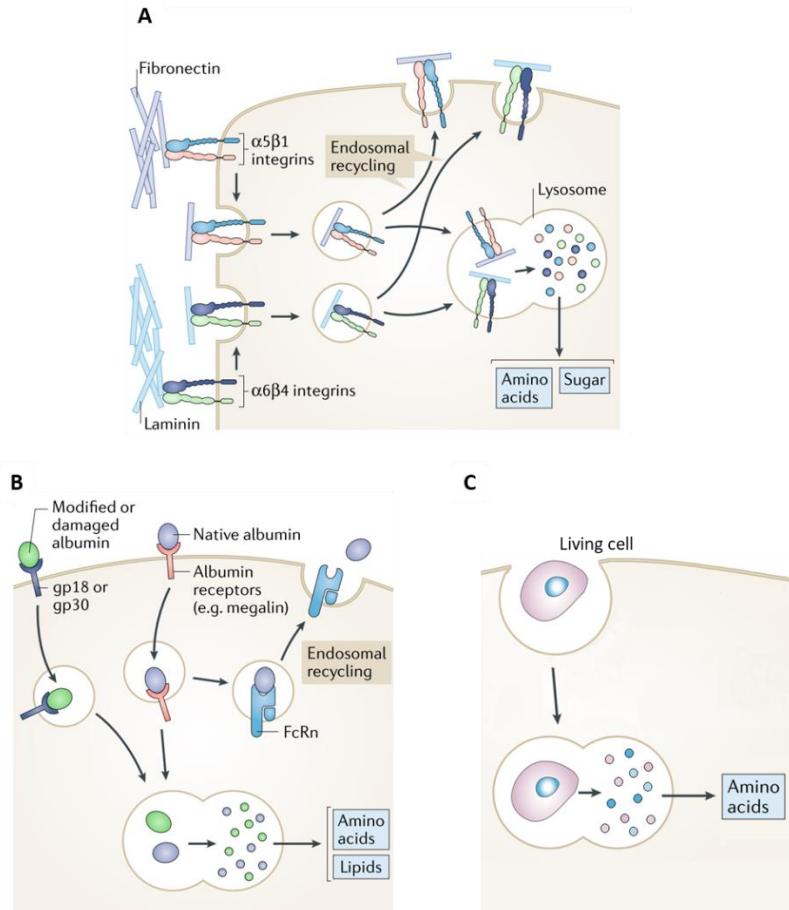 A
Fibronectin
α5β1
integrins
Endosomal
recycling
Lysosome
Amino
acids
Sugar
α6β4 integrins
Laminin
B
Modified or
damaged
albumin
Native albumin
gp18 or
gp30
Albumin
receptors
(e.g. megalin)
Endosomal
recycling
FcRn
Amino
acids
Lipids
C
Living cell
Amino
acids